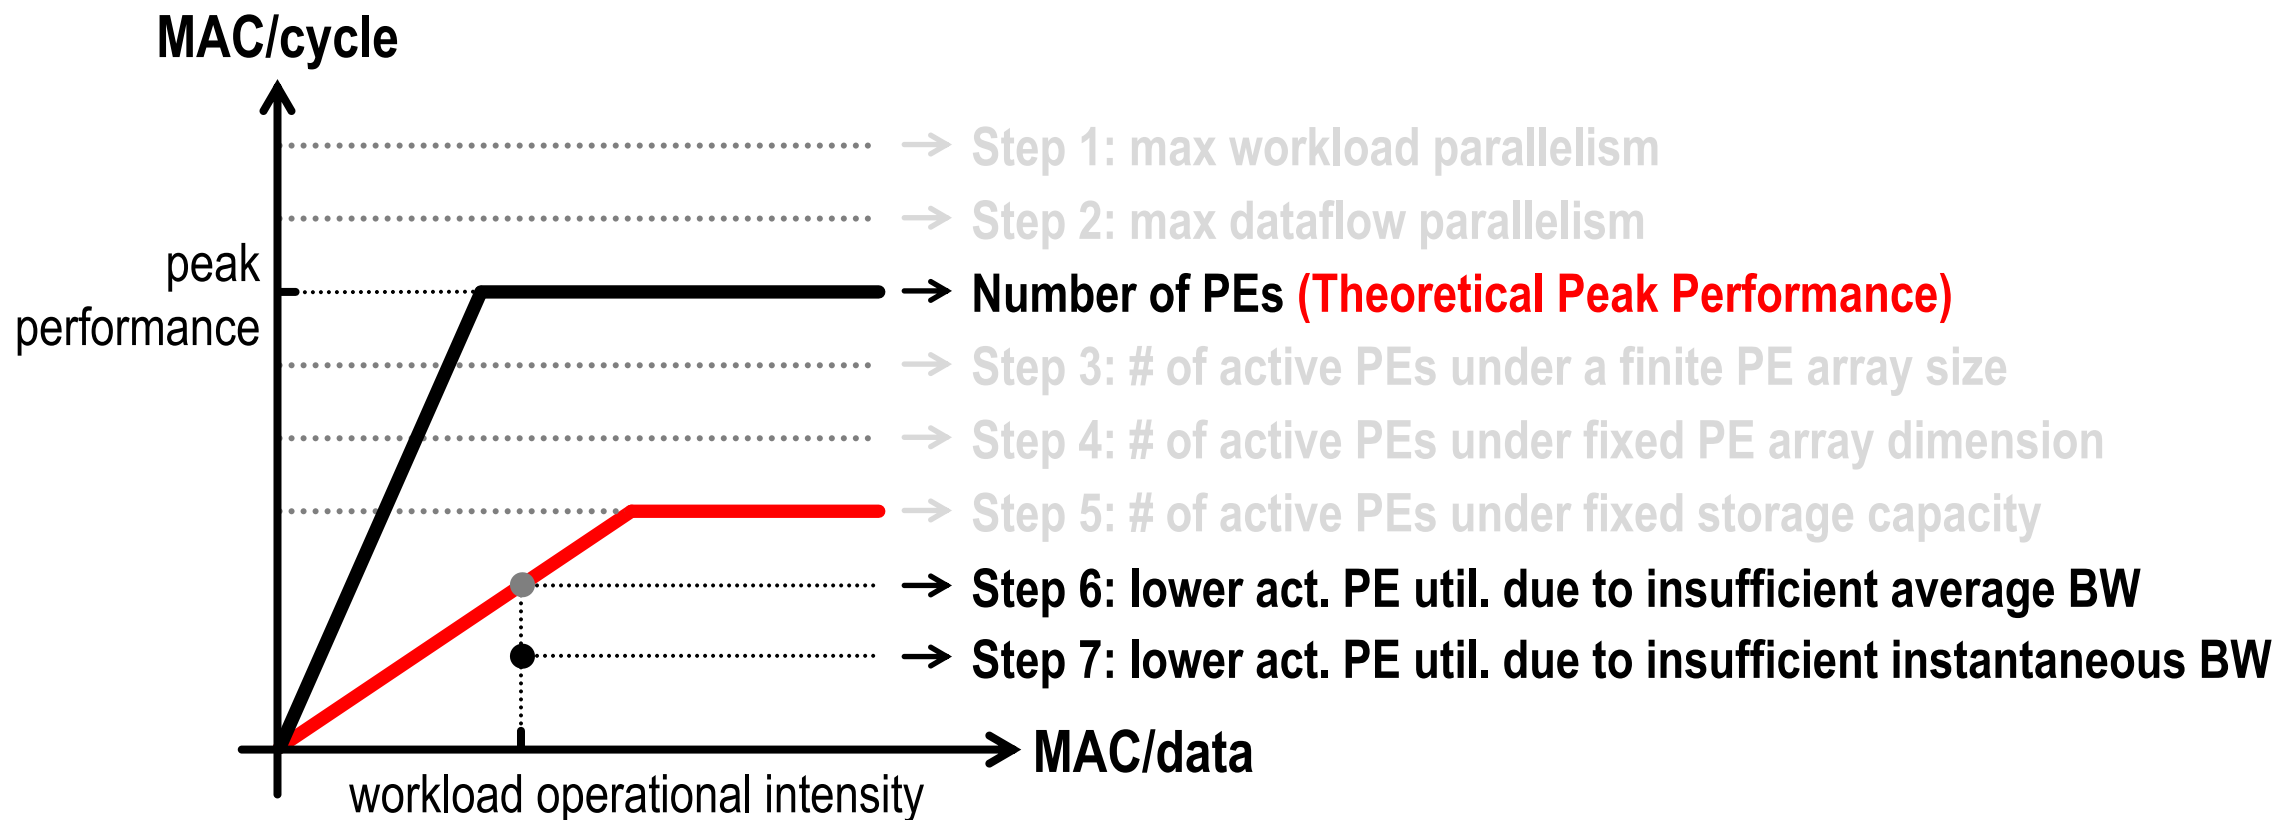 MAC/cycle
Step 1: max workload parallelism
Step 2: max dataflow parallelism
peak
performance
Number of PEs (Theoretical Peak Performance)
Step 3: # of active PEs under a finite PE array size
Step 4: # of active PEs under fixed PE array dimension
Step 5: # of active PEs under fixed storage capacity
Step 6: lower act. PE util. due to insufficient average BW
Step 7: lower act. PE util. due to insufficient instantaneous BW
MAC/data
workload operational intensity